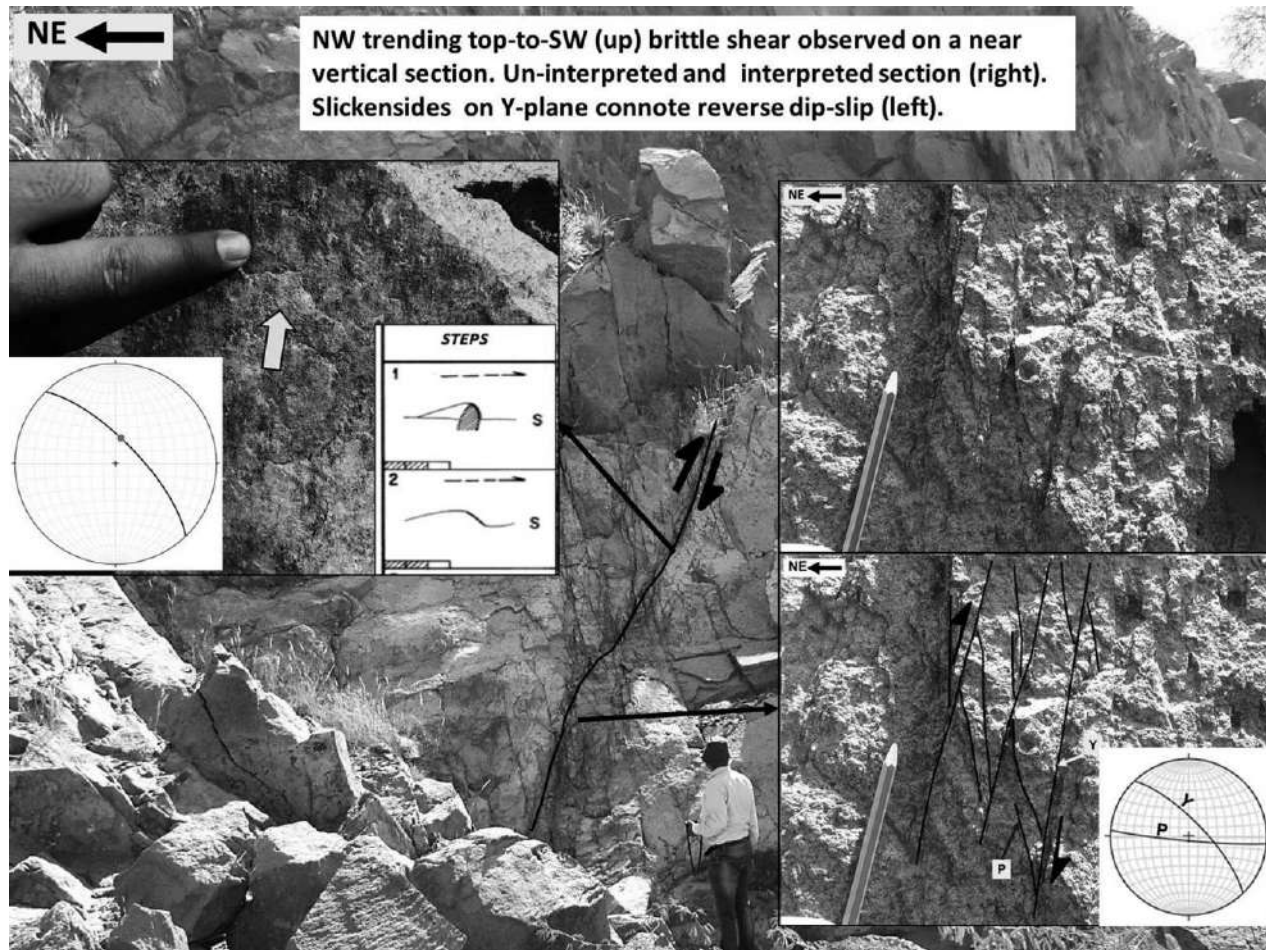 NE
NW trending top-to-SW (up) brittle shear observed on a near
vertical section. Un-interpreted and interpreted section (right).
Slickensides on Y-plane connote reverse dip-slip (left).
STEPS
1
S
2
S
NE
NE
Y
P
Y
P